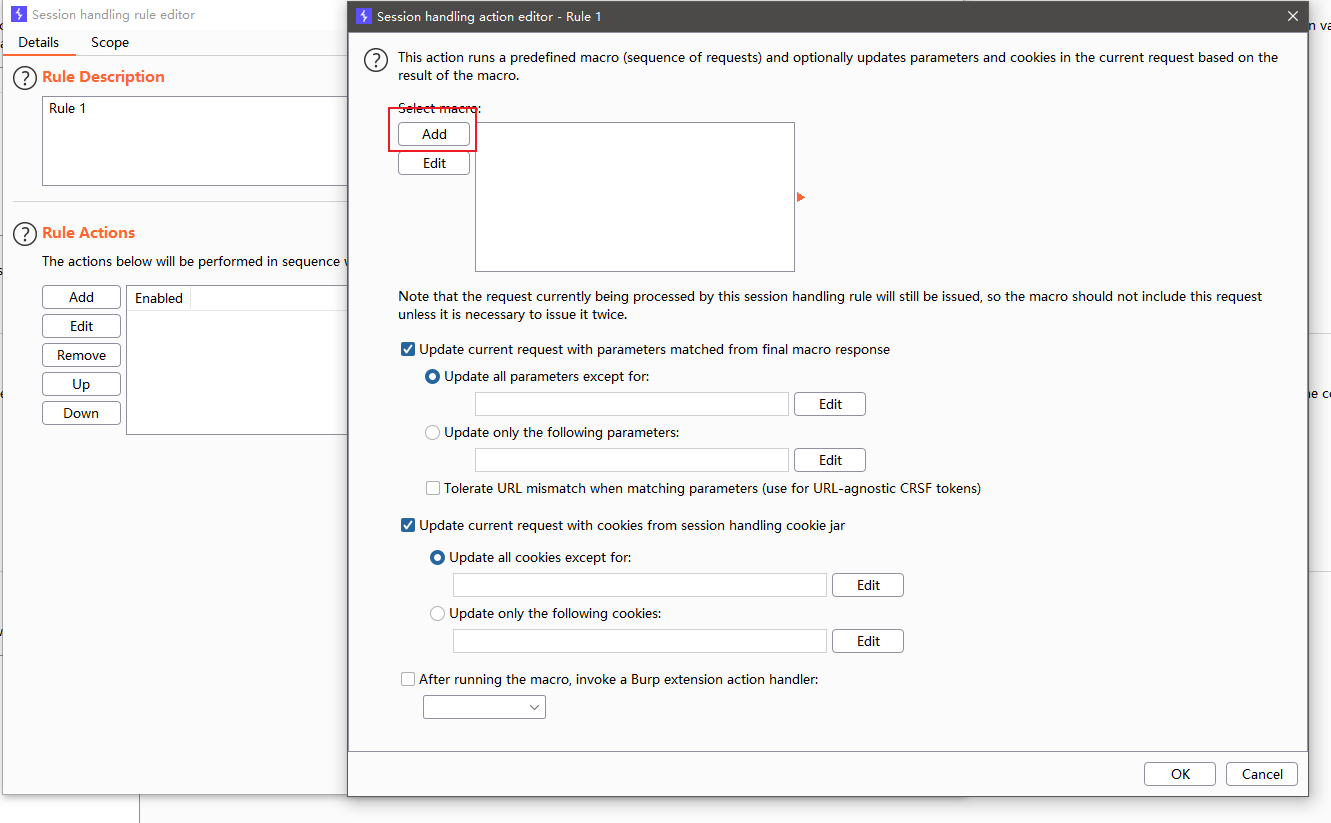 Session handling rule editor
Details
Scope
Rule Description
Rule 1
Rule Actions
The actions below will be performed in sequence
Add
Enabled
Edit
Remove
Up
Down
Session handling action editor - Rule 1
This action runs a predefined macro (sequence of requests) and optionally updates parameters and cookies in the current request based on the
result of the macro.
Select macro:
Add
Edit
Note that the request currently being processed by this session handling rule will still be issued, so the macro should not include this request
unless it is necessary to issue it twice.
Update current request with parameters matched from final macro response
Update all parameters except for:
Edit
Update only the following parameters:
Edit
Tolerate URL mismatch when matching parameters (use for URL-agnostic CRSF tokens)
Update current request with cookies from session handling cookie jar
Update all cookies except for:
Edit
Update only the following cookies:
Edit
After running the macro, invoke a Burp extension action handler:
OK
Cancel